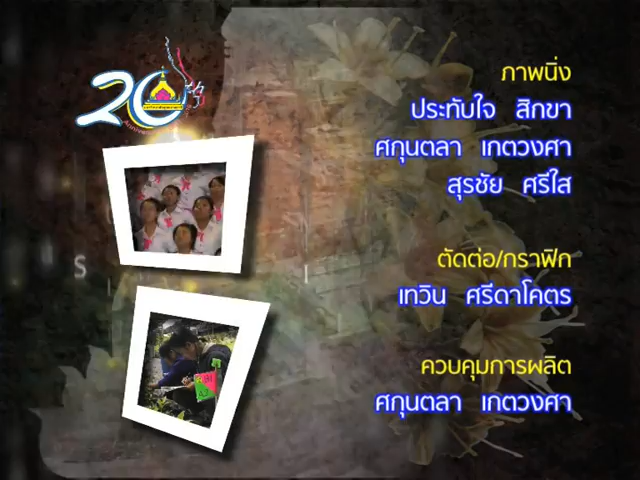 20th
ภาพนิ่ง
ประทับใจ สิกขา
ศกุนตลา เกตวงศา
สุรชัย ศรีใส
ตัดต่อ/กราฟิก
เทวิน ศรีดาโคตร
ควบคุมการผลิต
ศกุนตลา เกตวงศา
S